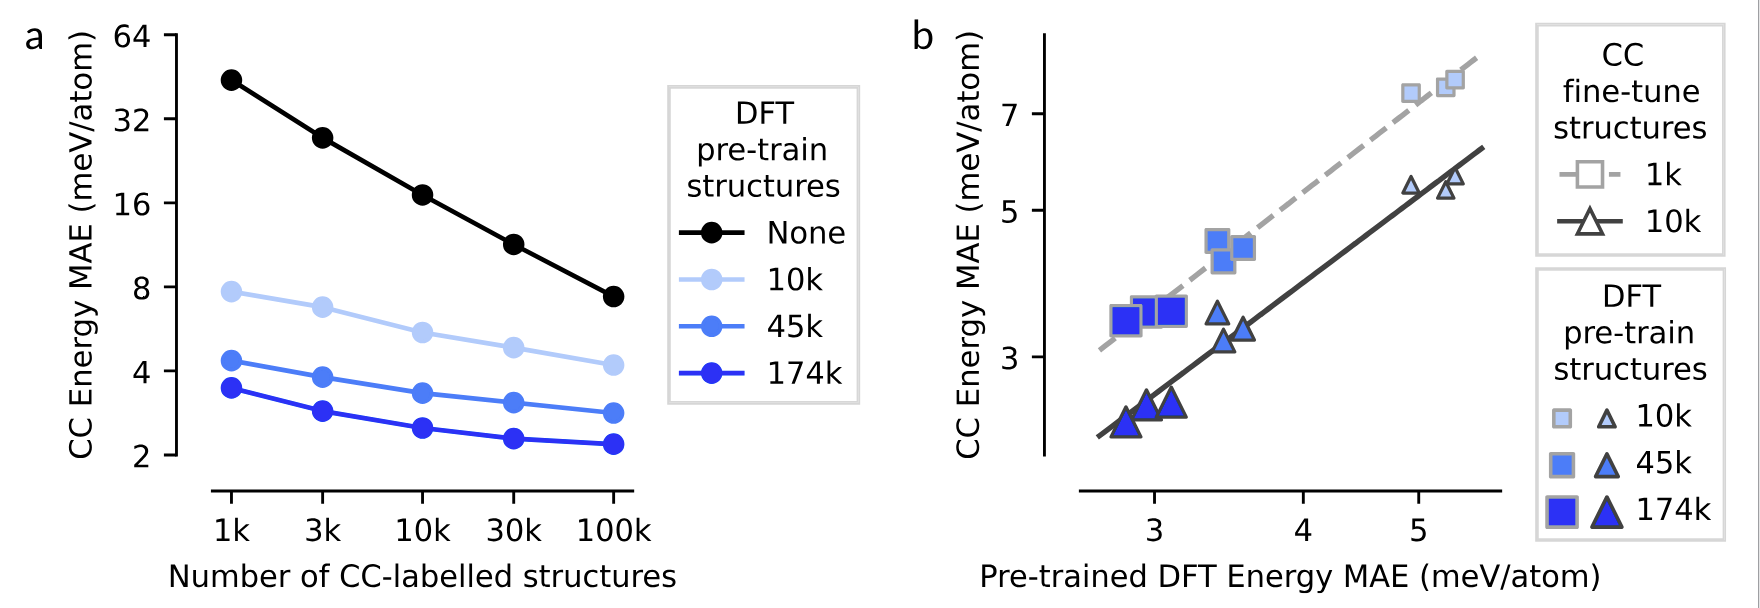 a
CC Energy MAE (meV/atom)
64
32
16
8
4
2
1k 3k 10k 30k 100k
Number of CC-labelled structures
DFT
pre-train
structures
None
10k
45k
174k
b
CC Energy MAE (meV/atom)
7
5
3
3 4 5
Pre-trained DFT Energy MAE (meV/atom)
CC
fine-tune
structures
1k
10k
DFT
pre-train
structures
10k
45k
174k